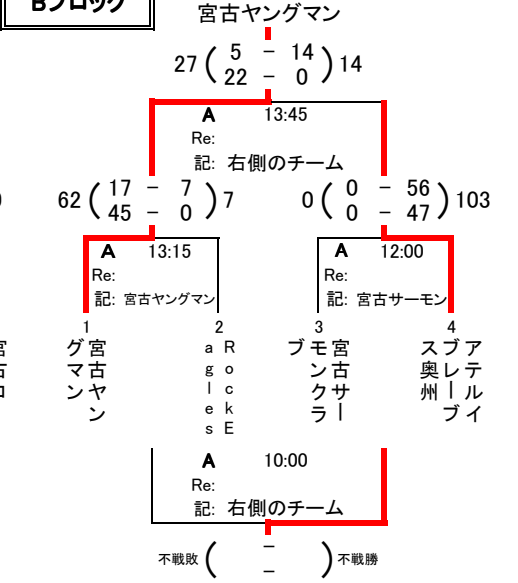 Bブロック
宮古ヤングマン
27 ( 5 - 14 ) 14
22 - 0
A 13:45
Re:
記: 右側のチーム
62 ( 17 - 7 ) 7
45 - 0
0 ( 0 - 56 ) 103
0 - 47
A 13:15
Re:
記: 宮古ヤングマン
A 12:00
Re:
記: 宮古サーモン
1
宮古ヤン
グマン
2
RockE
agles
3
宮古サー
モンクラ
ブ
4
アテルイ
ブレーブ
ス奥州
A 10:00
Re:
記: 右側のチーム
不戦敗 ( - ) 不戦勝
-